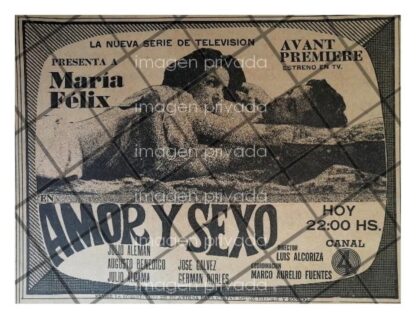 LA NUEVA SERIE DE TELEVISION
PRESENTA A
María
Félix
AVANT
PREMIERE
ESTRENO EN TV.
imagen privada
imagen privada
imagen privada
imagen privada
EN
AMOR Y SEXO
HOY
22:00 HS.
CANAL
4
JULIO ALEMAN
AUGUSTO BENEDICO
JOSE GALVEZ
GERMAN ROBLES
DIRECTOR
LUIS ALCORIZA
MARCO AURELIO FUENTES